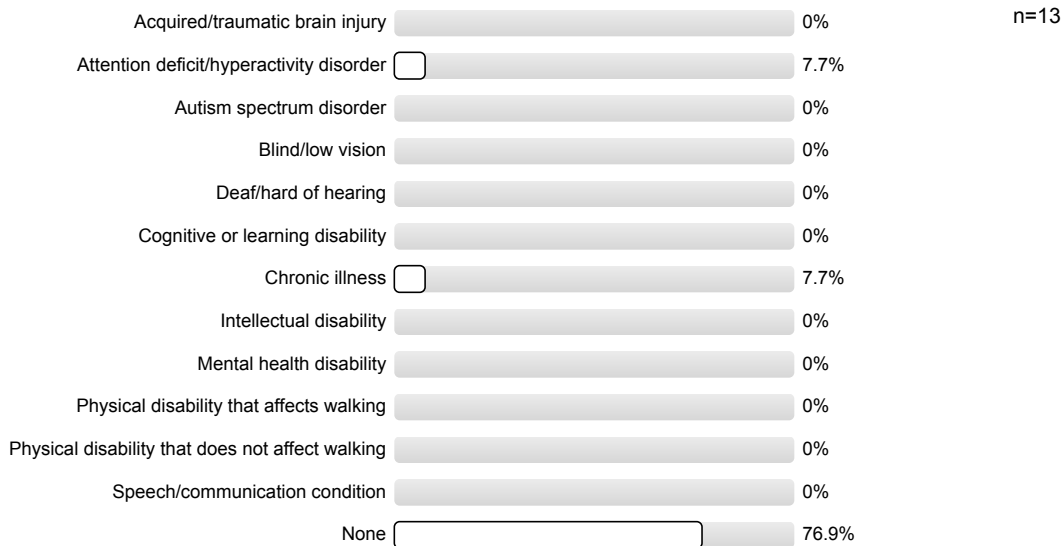 Acquired/traumatic brain injury 0% n=13
Attention deficit/hyperactivity disorder 7.7%
Autism spectrum disorder 0%
Blind/low vision 0%
Deaf/hard of hearing 0%
Cognitive or learning disability 0%
Chronic illness 7.7%
Intellectual disability 0%
Mental health disability 0%
Physical disability that affects walking 0%
Physical disability that does not affect walking 0%
Speech/communication condition 0%
None 76.9%